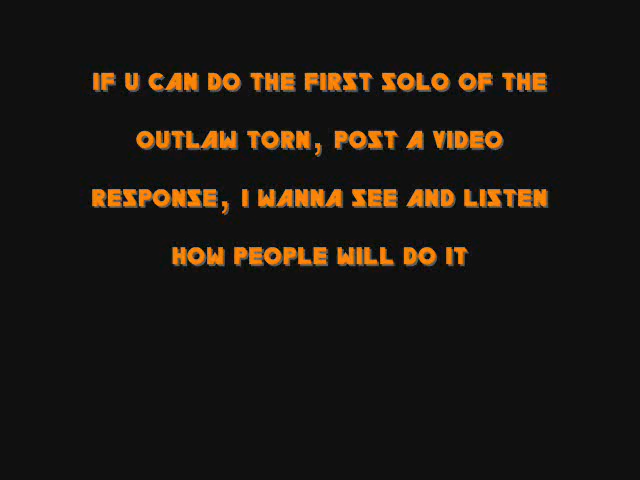 IF U CAN DO THE FIRST SOLO OF THE
OUTLAW TORN, POST A VIDEO
RESPONSE, I WANNA SEE AND LISTEN
HOW PEOPLE WILL DO IT